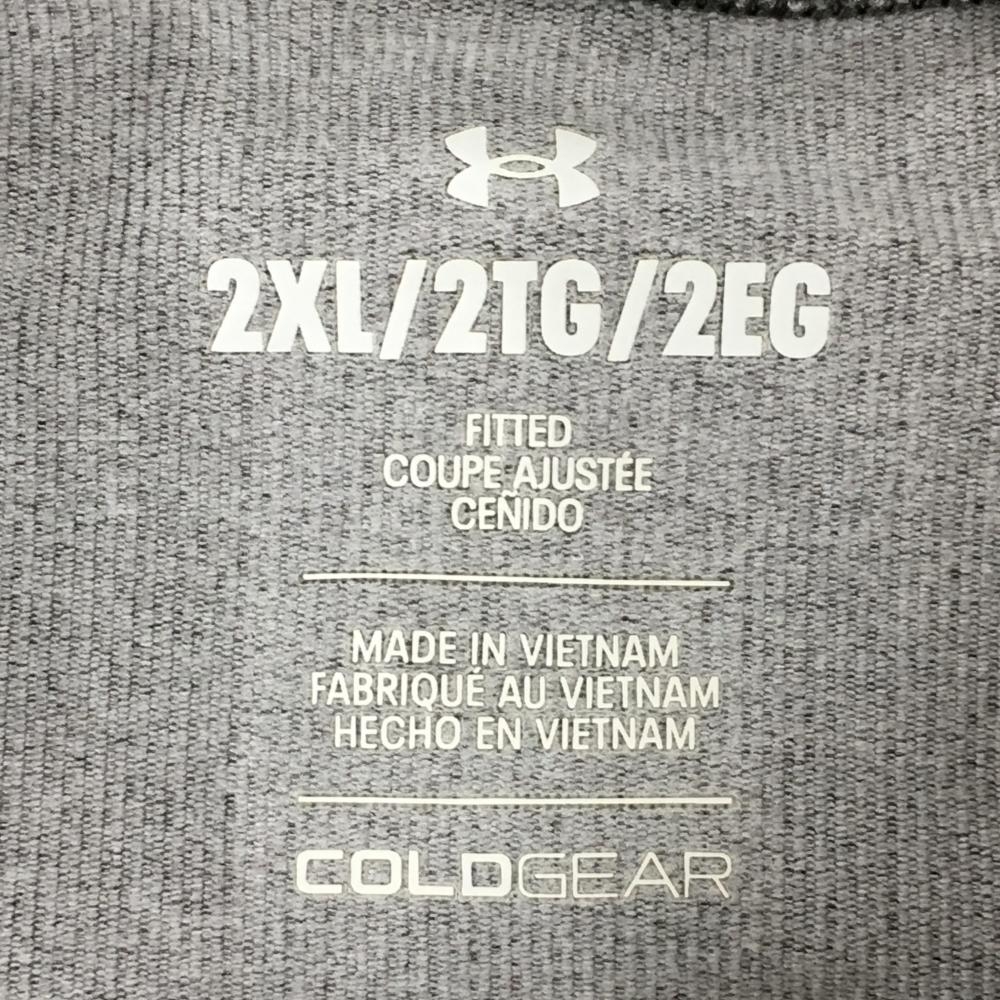 2XL/2TG/2EG
FITTED
COUPE AJUSTÉE
CEÑIDO
MADE IN VIETNAM
FABRIQUÉ AU VIETNAM
HECHO EN VIETNAM
COLDGEAR